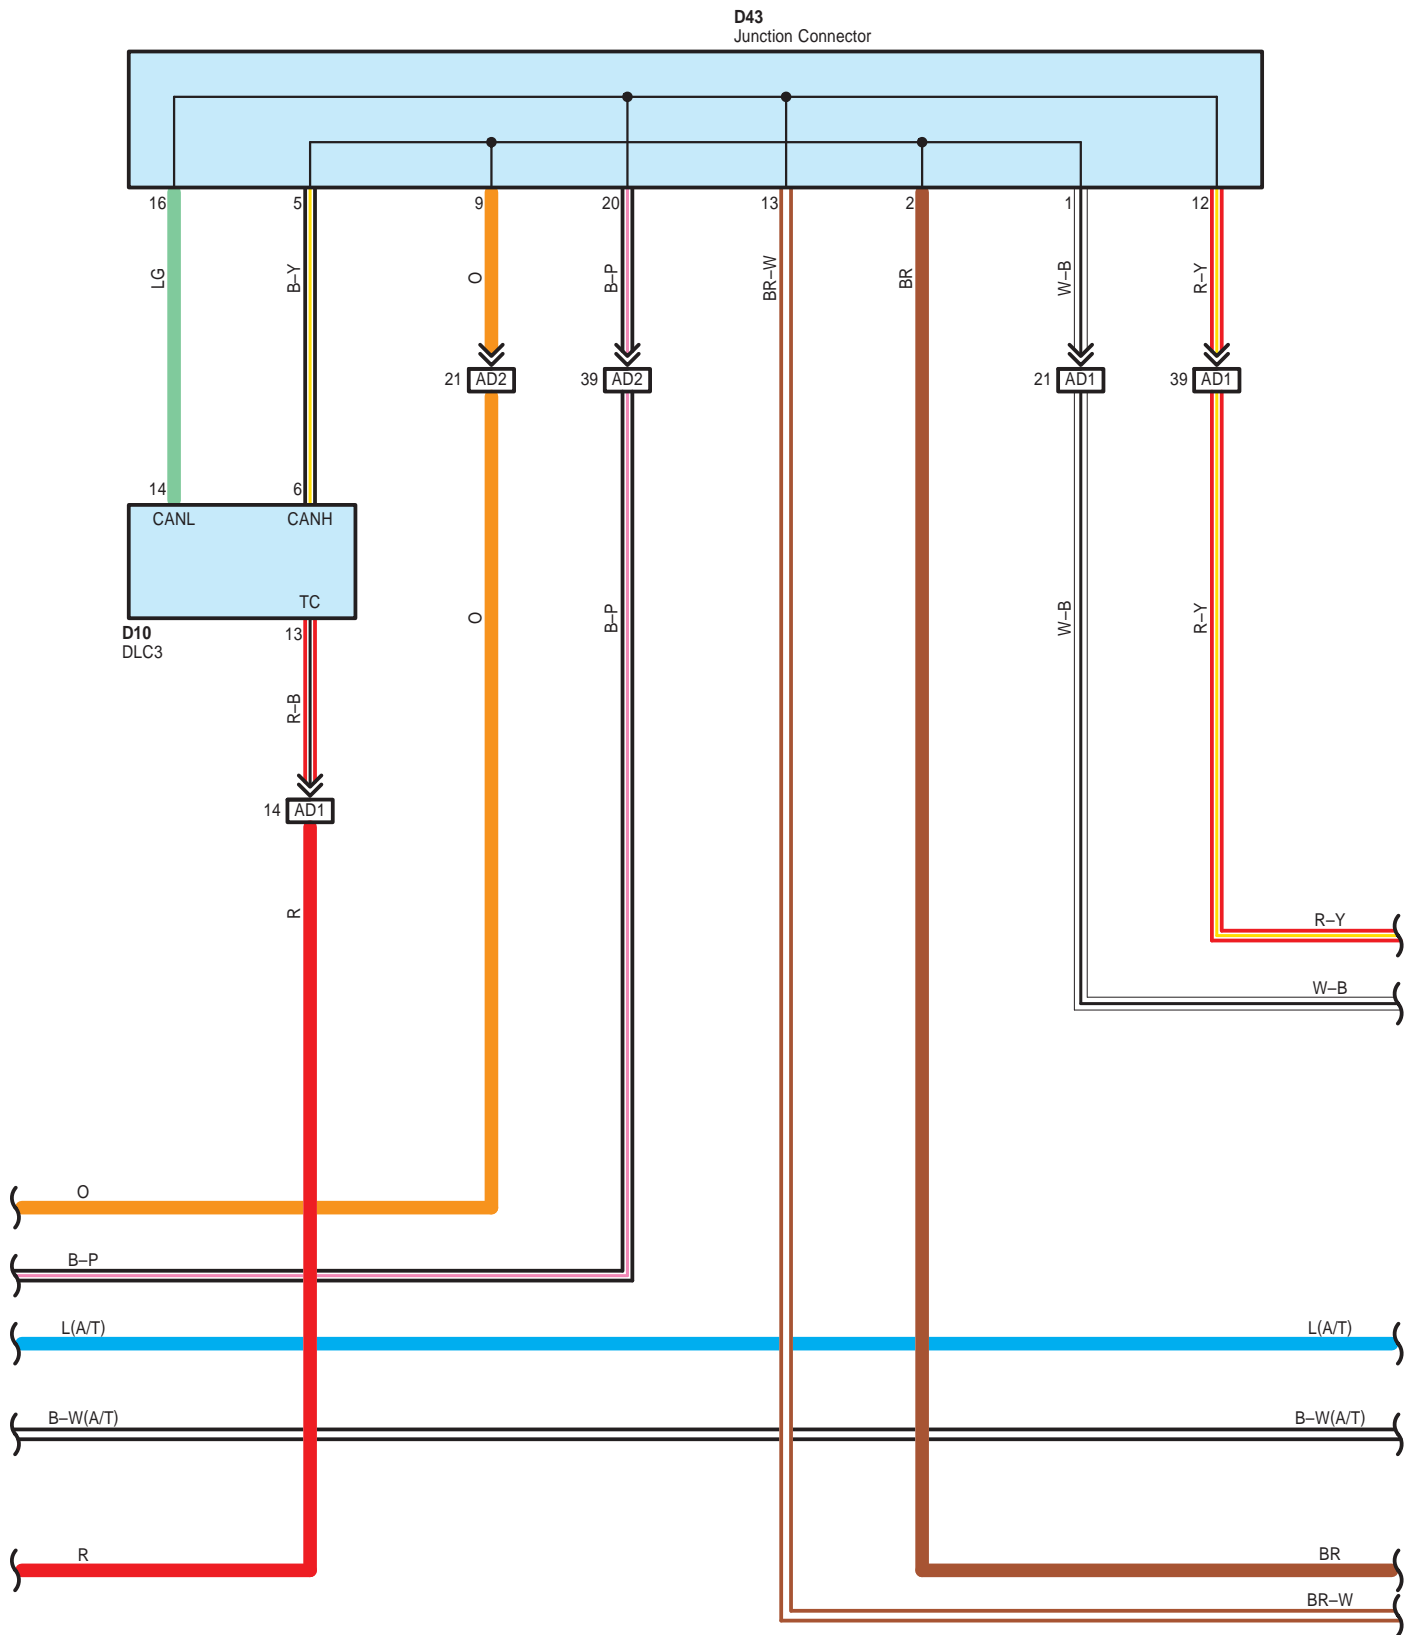 D43
Junction Connector
16
5
9
20
13
2
1
12
LG
B–Y
O
B–P
BR–W
BR
W–B
R–Y
21 AD2
39 AD2
21 AD1
39 AD1
14
6
CANL
CANH
TC
D10
DLC3
13
O
B–P
W–B
R–Y
R–B
14 AD1
R
R–Y
W–B
O
B–P
L(A/T)
L(A/T)
B–W(A/T)
B–W(A/T)
R
BR
BR–W